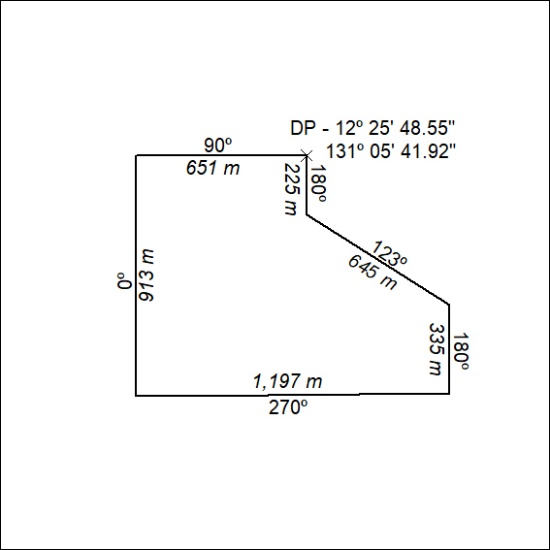 DP - 12º 25' 48.55"
131º 05' 41.92"
90º
651 m
180º
225 m
123º
645 m
0º
913 m
335 m
180º
1,197 m
270º